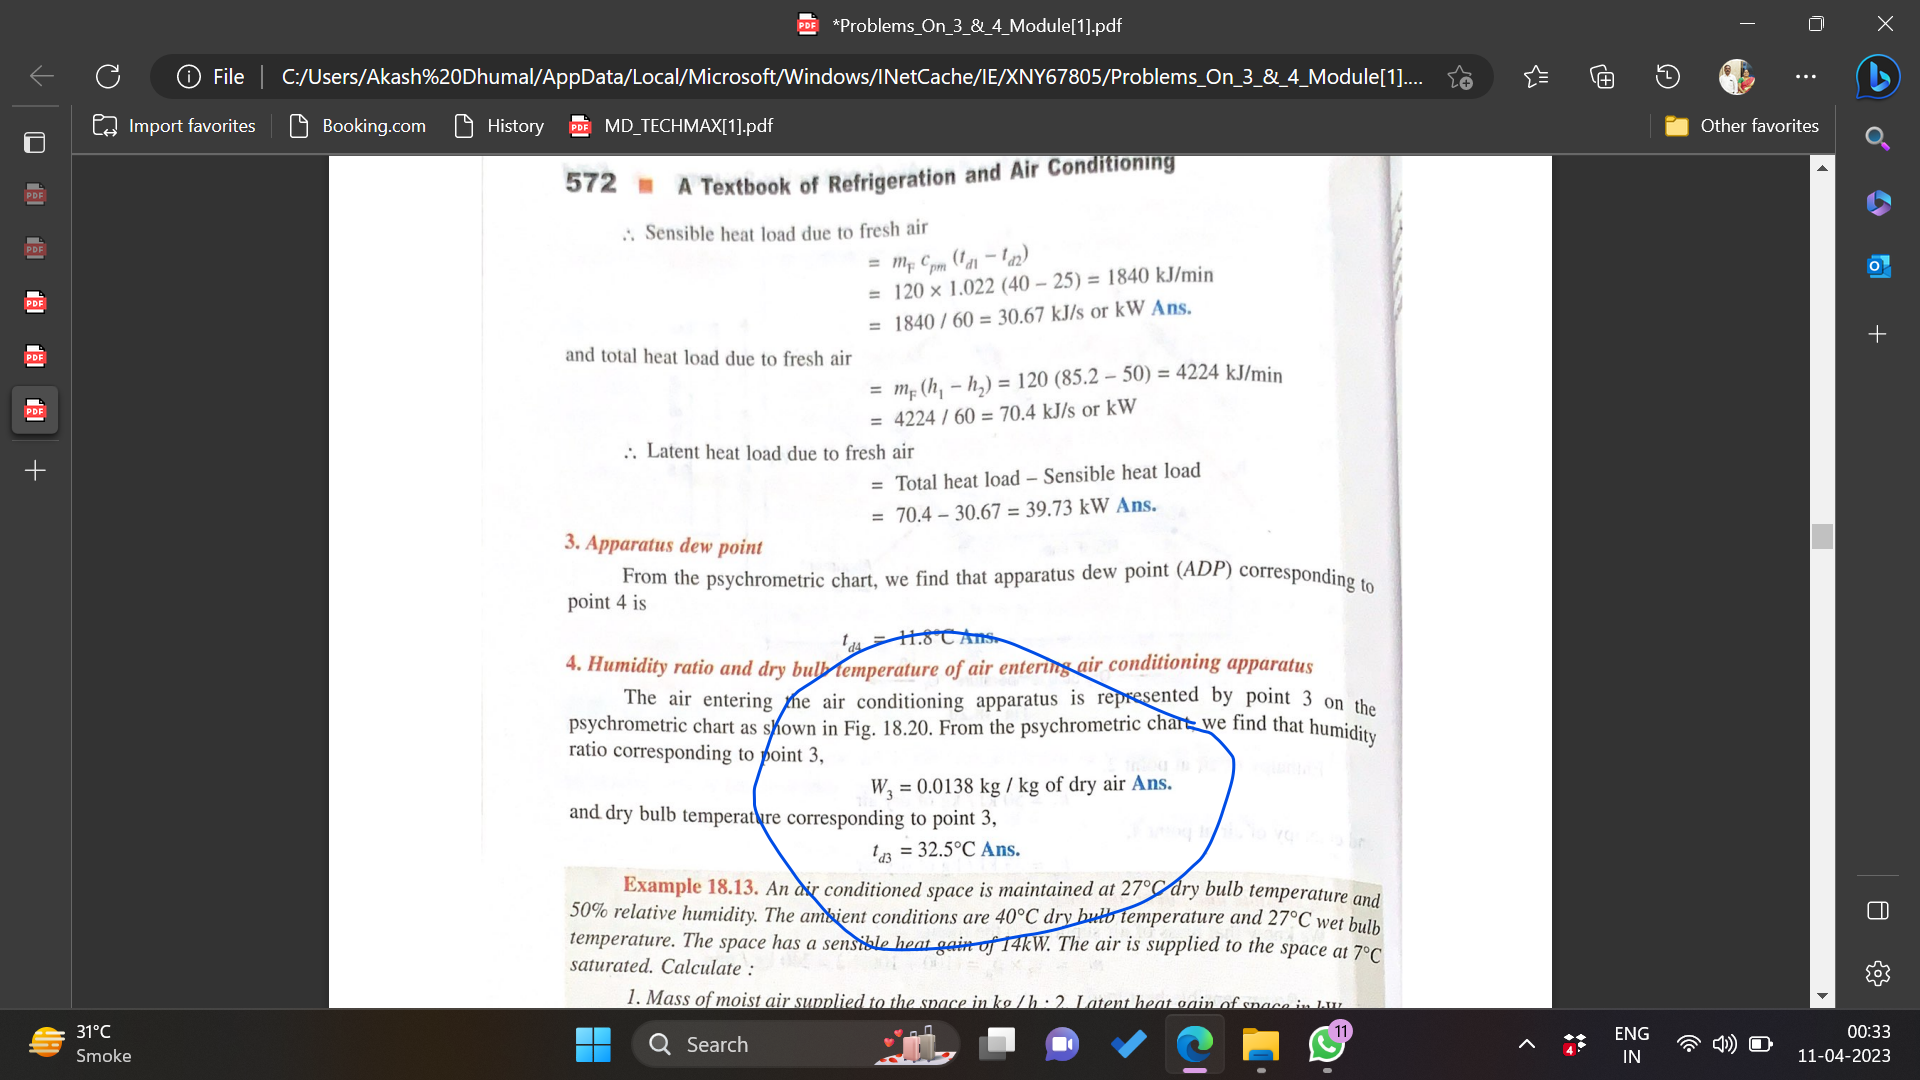 *Problems_On_3_&_4_Module[1].pdf
File
C:/Users/Akash%20Dhumal/AppData/Local/Microsoft/Windows/INetCache/IE/XNY67805/Problems_On_3_&_4_Module[1]....
Import favorites
Booking.com
History
MD_TECHMAX[1].pdf
Other favorites
572 ■ A Textbook of Refrigeration and Air Conditioning
∴ Sensible heat load due to fresh air
= m_F c_pm (t_d1 – t_d2)
= 120 × 1.022 (40 – 25) = 1840 kJ/min
= 1840 / 60 = 30.67 kJ/s or kW Ans.
and total heat load due to fresh air
= m_F (h_1 – h_2) = 120 (85.2 – 50) = 4224 kJ/min
= 4224 / 60 = 70.4 kJ/s or kW
∴ Latent heat load due to fresh air
= Total heat load – Sensible heat load
= 70.4 – 30.67 = 39.73 kW Ans.
3. Apparatus dew point
From the psychrometric chart, we find that apparatus dew point (ADP) corresponding to
point 4 is
t_d4 = 11.8°C Ans.
4. Humidity ratio and dry bulb temperature of air entering air conditioning apparatus
The air entering the air conditioning apparatus is represented by point 3 on the
psychrometric chart as shown in Fig. 18.20. From the psychrometric chart, we find that humidity
ratio corresponding to point 3,
W_3 = 0.0138 kg / kg of dry air Ans.
and dry bulb temperature corresponding to point 3,
t_d3 = 32.5°C Ans.
Example 18.13. An air conditioned space is maintained at 27°C dry bulb temperature and
50% relative humidity. The ambient conditions are 40°C dry bulb temperature and 27°C wet bulb
temperature. The space has a sensible heat gain of 14kW. The air is supplied to the space at 7°C
saturated. Calculate :
1. Mass of moist air supplied to the space in kg / h ; 2. Latent heat gain of space in kW
31°C
Smoke
Search
11
4
ENG
IN
00:33
11-04-2023